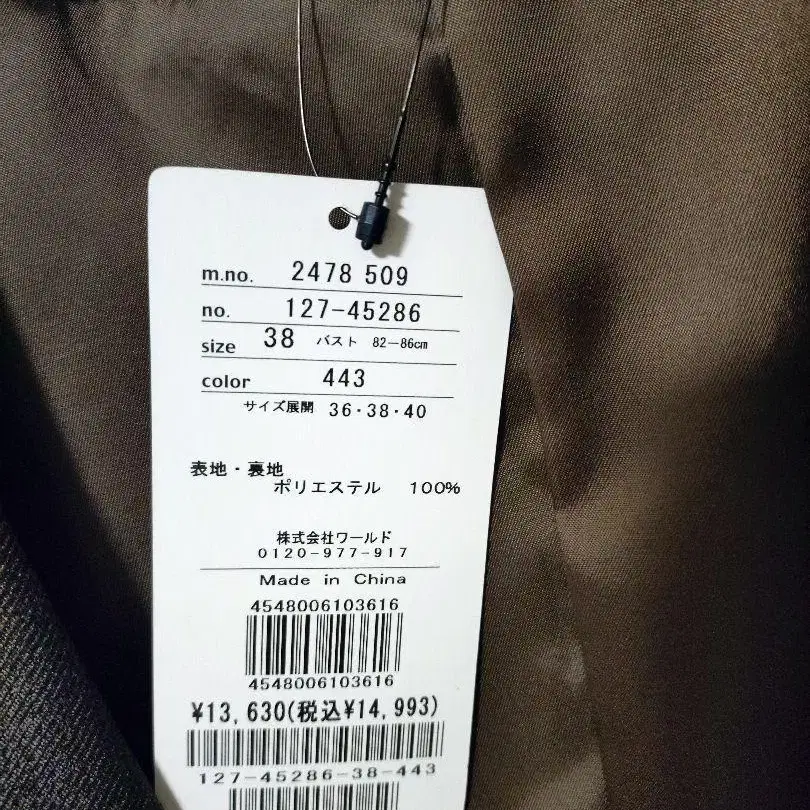 m.no. 2478 509
no. 127-45286
size 38 バスト 82−86cm
color 443
サイズ展開 36・38・40
表地・裏地
ポリエステル 100%
株式会社ワールド
0120-977-917
Made in China
4548006103616
4548006103616
¥13,630(税込¥14,993)
127-45286-38-443